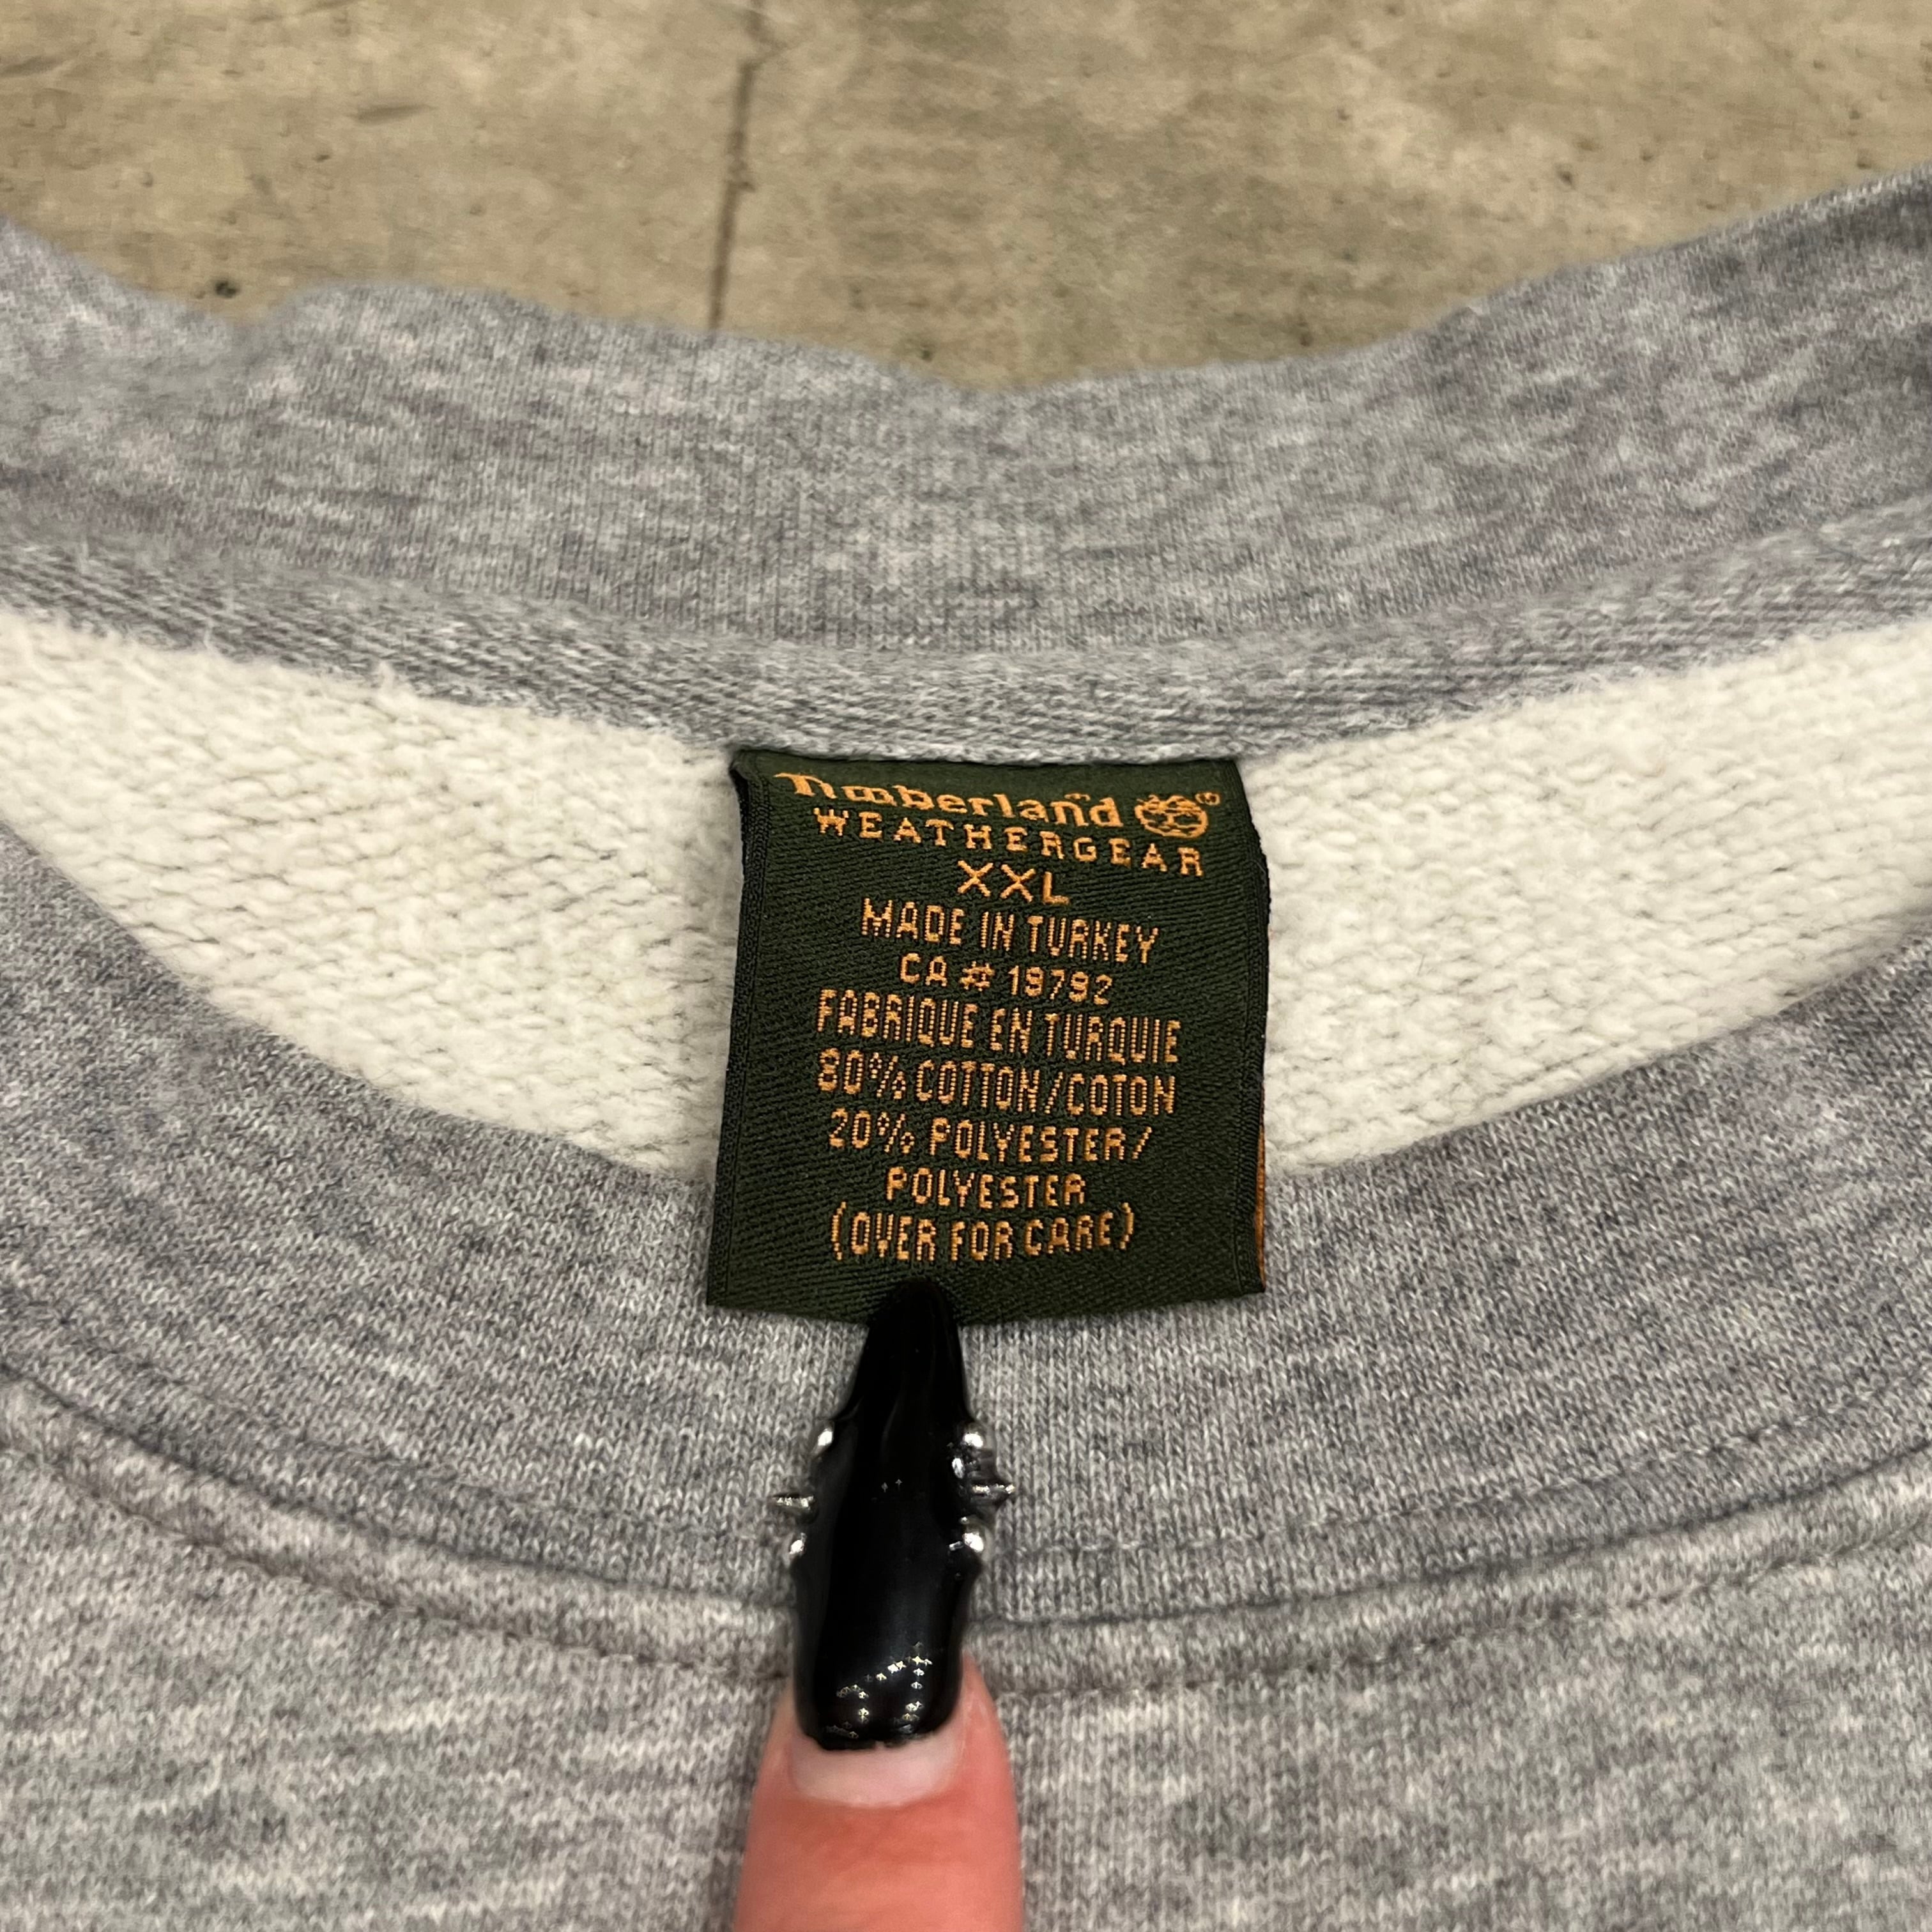 Timberland ®
WEATHERGEAR
XXL
MADE IN TURKEY
CA # 19792
FABRIQUE EN TURQUIE
80% COTTON/COTON
20% POLYESTER/
POLYESTER
(OVER FOR CARE)